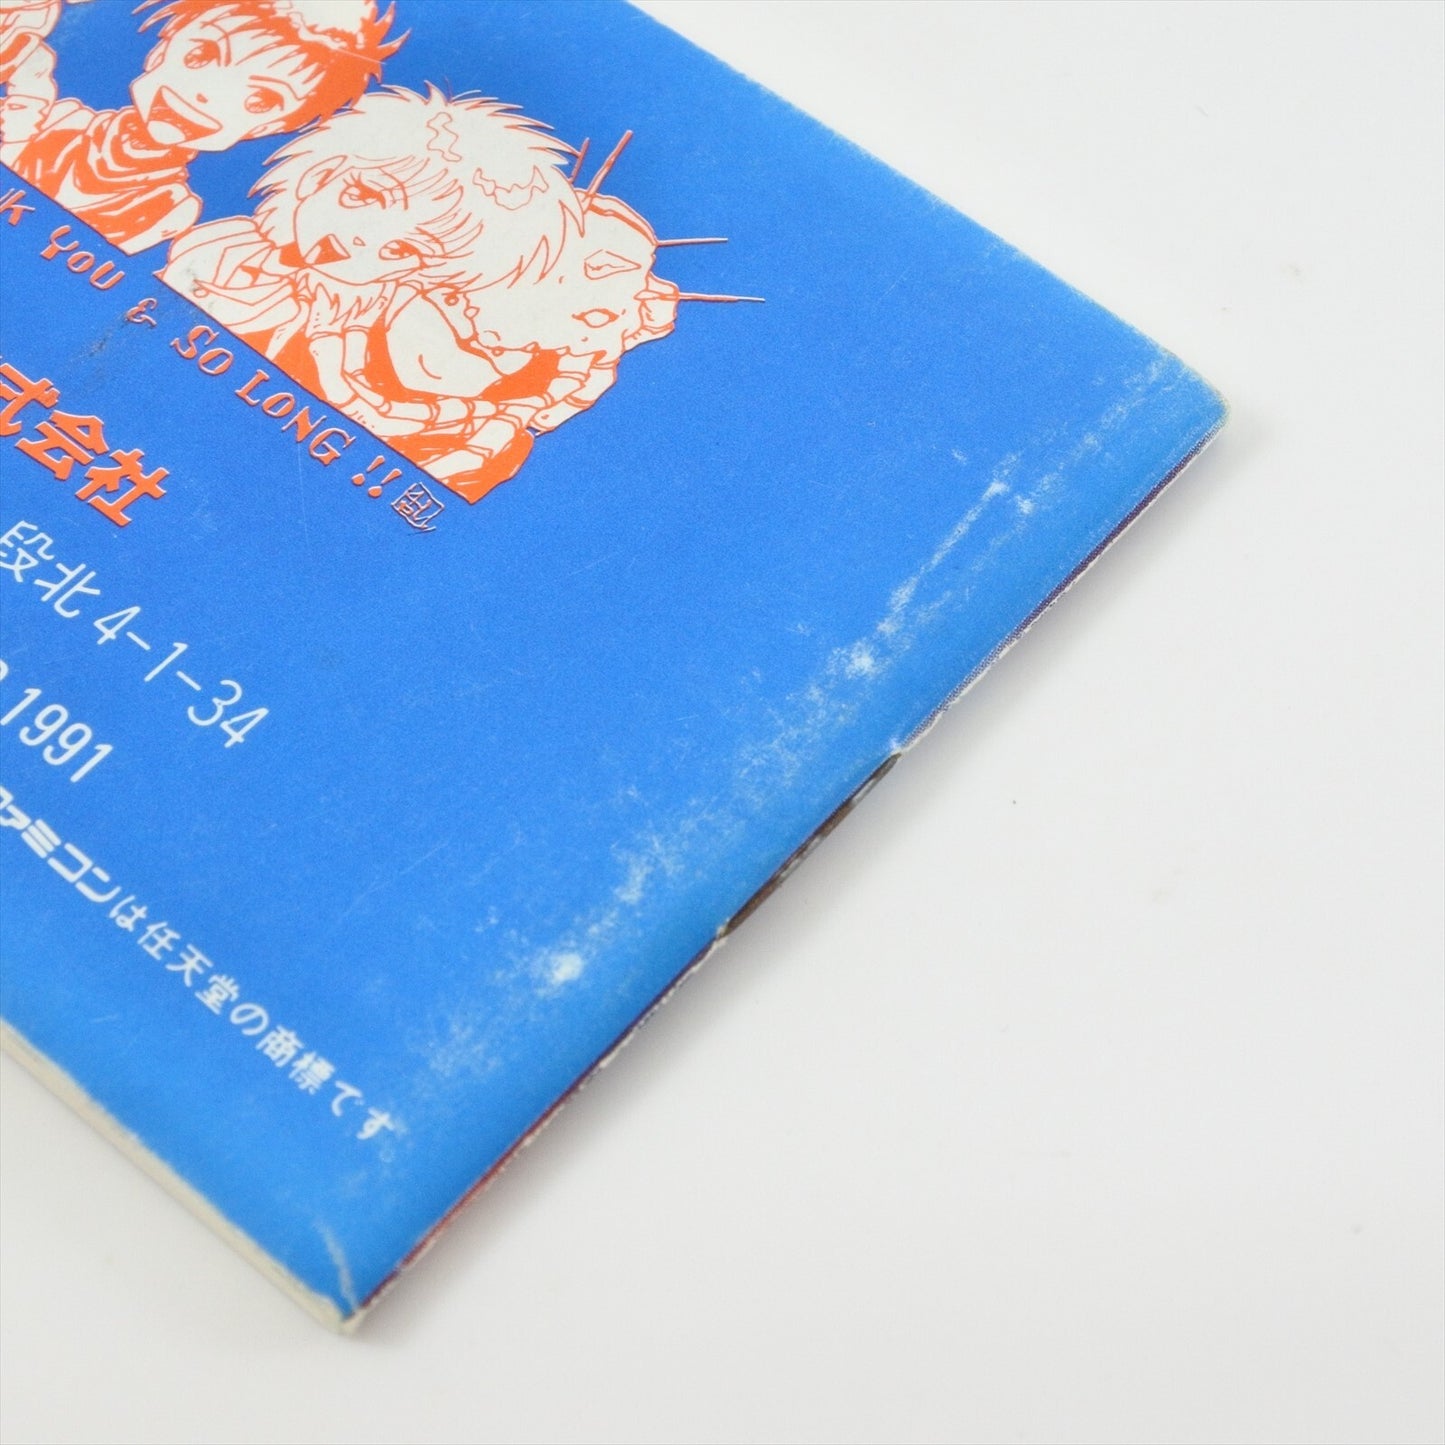 K YOU & SO LONG!!
式会社
段北4-1-34
1991
ファミコンは任天堂の商標です。